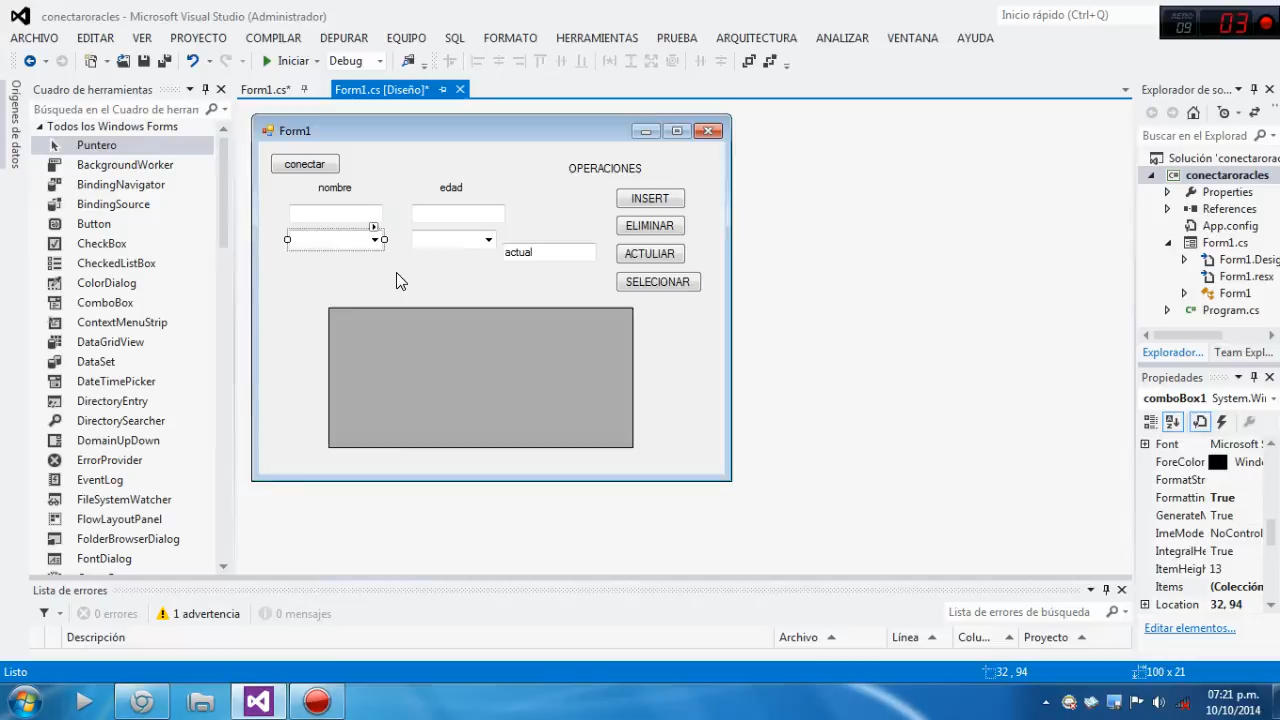 conectaroracles - Microsoft Visual Studio (Administrador)
Inicio rápido (Ctrl+Q)
09
03
ARCHIVO EDITAR VER PROYECTO COMPILAR DEPURAR EQUIPO PRUEBA ARQUITECTURA ANALIZAR VENTANA AYUDA
Iniciar Debug
Orígenes de datos
Cuadro de herramientas
Form1.cs*
Form1.cs [Diseño]*
Explorador de so...
Búsqueda en el Cuadro de herran
Buscar en el Explorad
Todos los Windows Forms
Puntero
BackgroundWorker
BindingNavigator
BindingSource
Button
CheckBox
CheckedListBox
ColorDialog
ComboBox
ContextMenuStrip
DataGridView
DataSet
DateTimePicker
DirectoryEntry
DirectorySearcher
DomainUpDown
ErrorProvider
EventLog
FileSystemWatcher
FlowLayoutPanel
FolderBrowserDialog
FontDialog
Form1
conectar
nombre
edad
OPERACIONES
INSERT
ELIMINAR
ACTULIAR
SELECIONAR
actual
Solución 'conectarora
conectaroracles
Properties
References
App.config
Form1.cs
Form1.Desig
Form1.resx
Form1
Program.cs
Explorador... Team Expl...
Propiedades
comboBox1 System.Wi
Font Microsoft S
ForeColor Windo
FormatStr
Formattin True
GenerateM True
ImeMode NoControl
IntegralHe True
ItemHeigh 13
Items (Colección
Location 32, 94
Editar elementos...
Lista de errores
0 errores
1 advertencia
0 mensajes
Lista de errores de búsqueda
Descripción Archivo Línea Colu... Proyecto
Listo
32 , 94
100 x 21
07:21 p.m.
10/10/2014